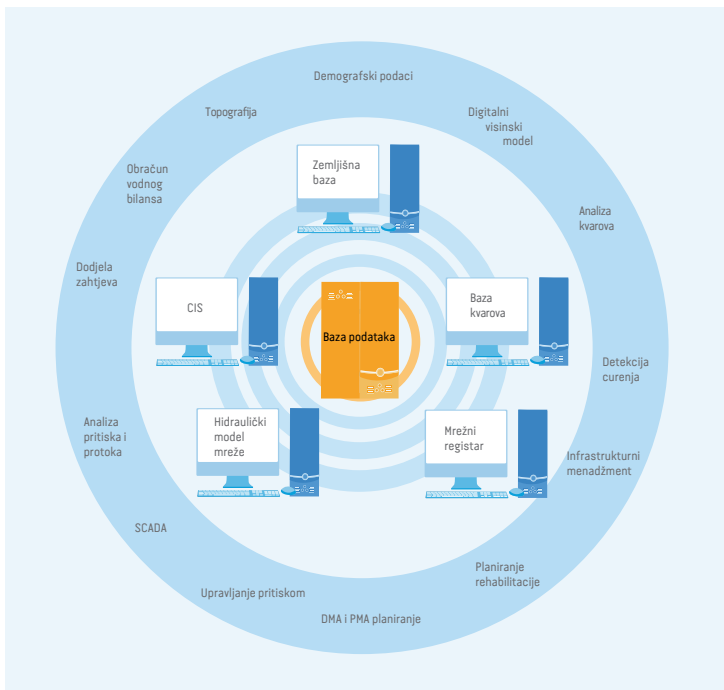 Demografski podaci
Topografija
Digitalni
visinski
model
Obračun
vodnog
bilansa
Zemljišna
baza
Analiza
kvarova
Dodjela
zahtjeva
CIS
Baza
kvarova
Baza podataka
Detekcija
curenja
Analiza
pritiska i
protoka
Hidraulički
model
mreže
Mrežni
registar
Infrastrukturni
menadžment
SCADA
Planiranje
rehabilitacije
Upravljanje pritiskom
DMA i PMA planiranje